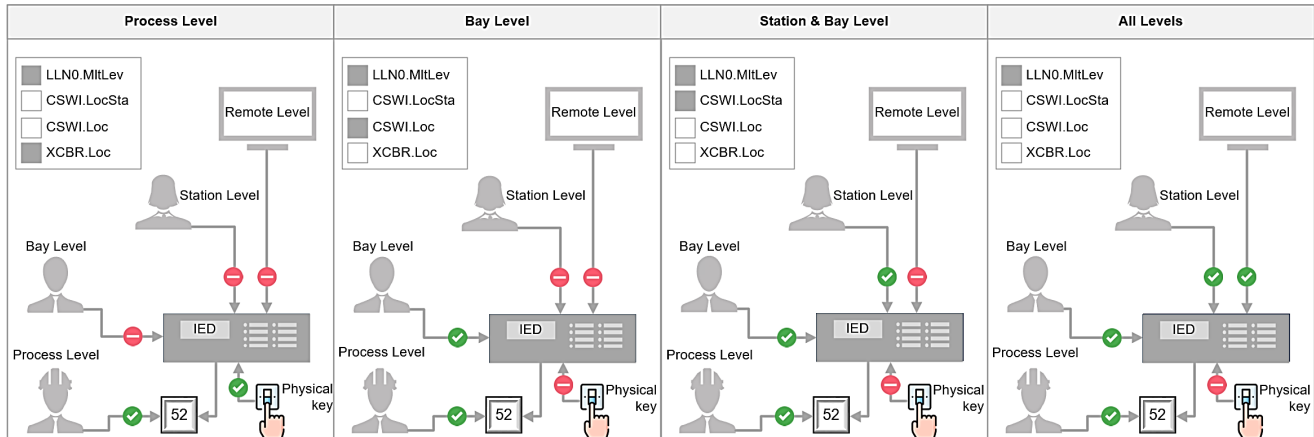 Process Level
LLN0.MltLev
CSWI.LocSta
CSWI.Loc
XCBR.Loc
Remote Level
Station Level
Bay Level
IED
Process Level
52
Physical
key
Bay Level
LLN0.MltLev
CSWI.LocSta
CSWI.Loc
XCBR.Loc
Remote Level
Station Level
Bay Level
IED
Process Level
52
Physical
key
Station & Bay Level
LLN0.MltLev
CSWI.LocSta
CSWI.Loc
XCBR.Loc
Remote Level
Station Level
Bay Level
IED
Process Level
52
Physical
key
All Levels
LLN0.MltLev
CSWI.LocSta
CSWI.Loc
XCBR.Loc
Remote Level
Station Level
Bay Level
IED
Process Level
52
Physical
key